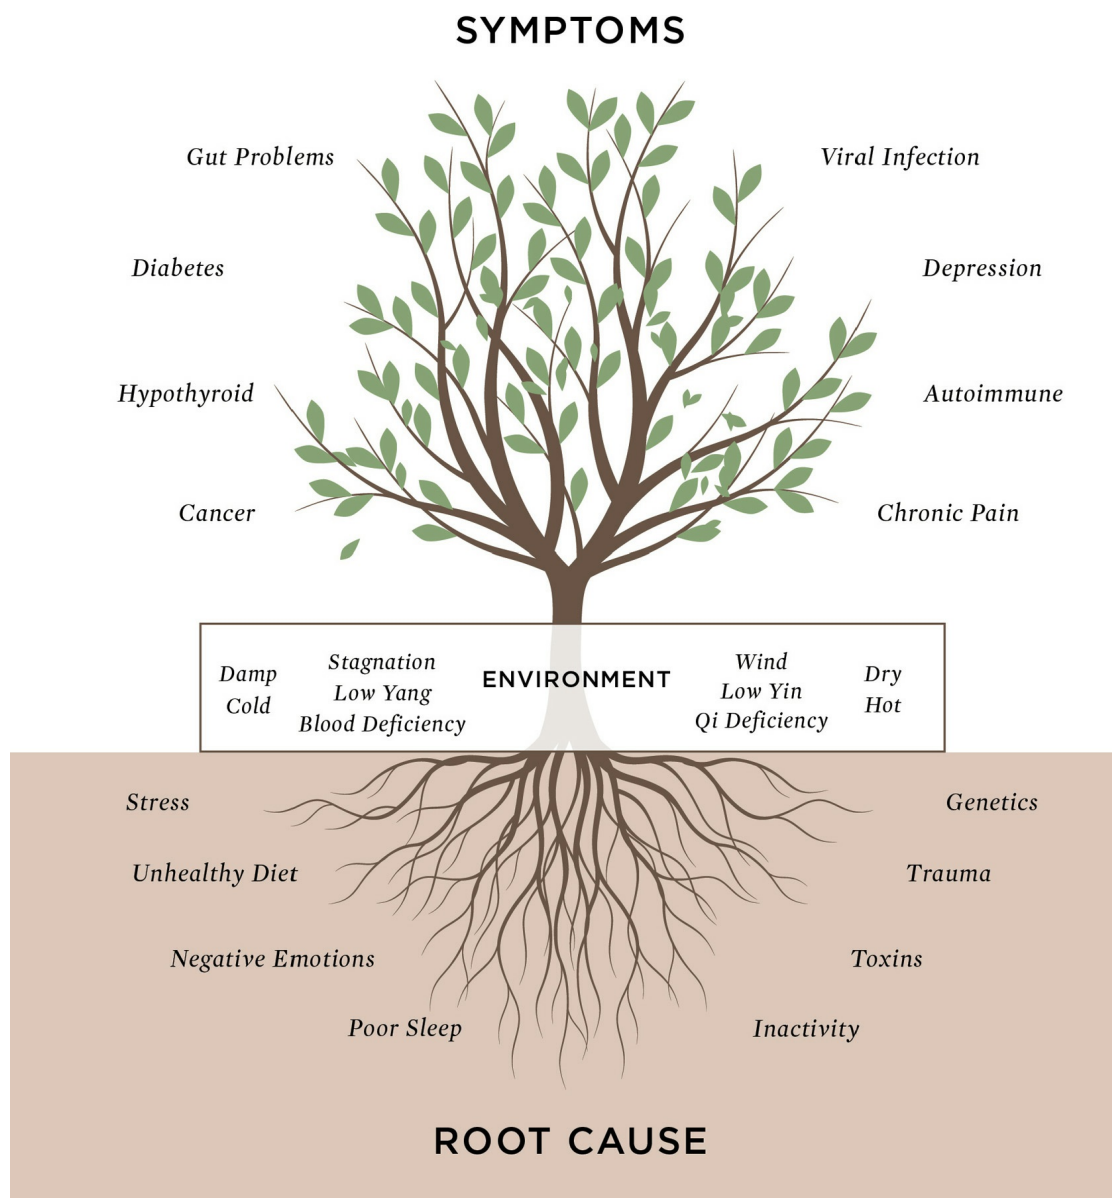 SYMPTOMS
Gut Problems
Viral Infection
Diabetes
Depression
Hypothyroid
Autoimmune
Cancer
Chronic Pain
Damp
Cold
Stagnation
Low Yang
Blood Deficiency
ENVIRONMENT
Wind
Low Yin
Qi Deficiency
Dry
Hot
Stress
Genetics
Unhealthy Diet
Trauma
Negative Emotions
Toxins
Poor Sleep
Inactivity
ROOT CAUSE